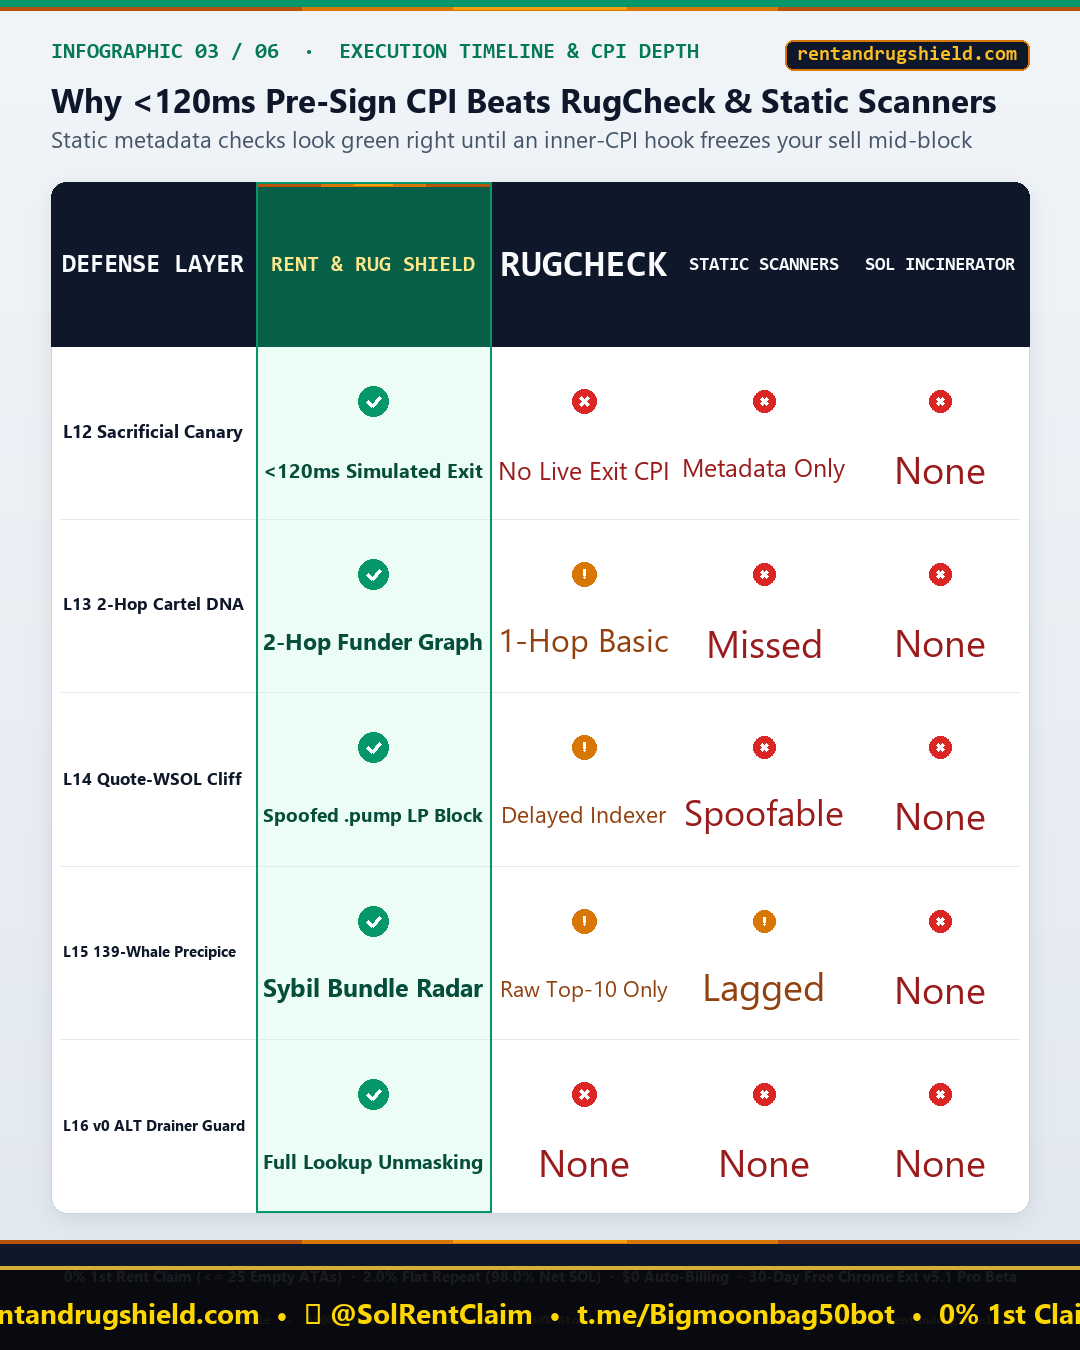 INFOGRAPHIC 03 / 06 · EXECUTION TIMELINE & CPI DEPTH
rentandrugshield.com
Why <120ms Pre-Sign CPI Beats RugCheck & Static Scanners
Static metadata checks look green right until an inner-CPI hook freezes your sell mid-block
DEFENSE LAYER RENT & RUG SHIELD RUGCHECK STATIC SCANNERS SOL INCINERATOR
L12 Sacrificial Canary <120ms Simulated Exit No Live Exit CPI Metadata Only None
L13 2-Hop Cartel DNA 2-Hop Funder Graph 1-Hop Basic Missed None
L14 Quote-WSOL Cliff Spoofed .pump LP Block Delayed Indexer Spoofable None
L15 139-Whale Precipice Sybil Bundle Radar Raw Top-10 Only Lagged None
L16 v0 ALT Drainer Guard Full Lookup Unmasking None None None
0% 1st Rent Claim (<= 25 Empty ATAs) · 2.0% Flat Repeat (98.0% Net SOL) · $0 Auto-Billing · 30-Day Free Chrome Ext v5.1 Pro Beta
ntandrugshield.com • @SolRentClaim • t.me/Bigmoonbag50bot • 0% 1st Clai